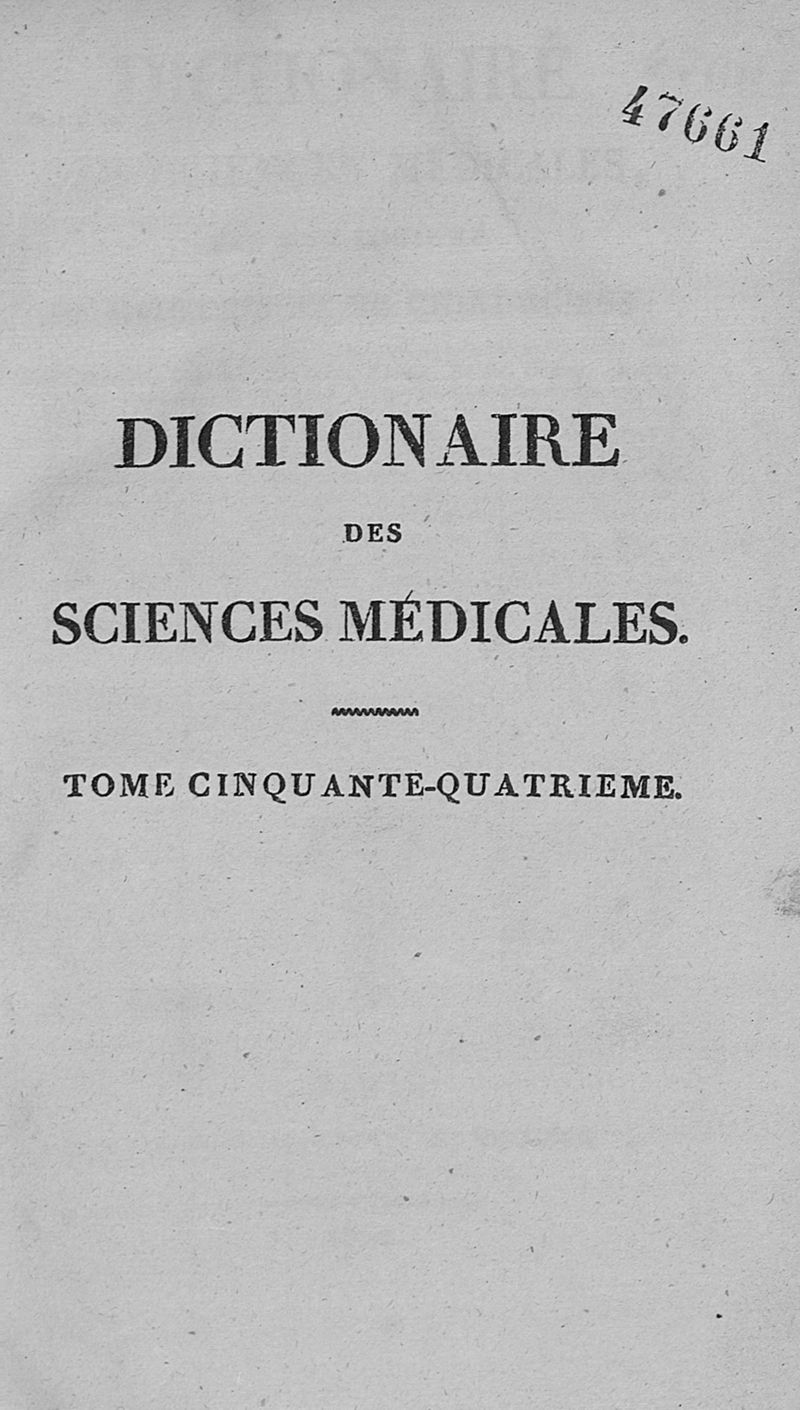 47661
DICTIONAIRE
DES
SCIENCES MÉDICALES.
TOME CINQUANTE-QUATRIEME.